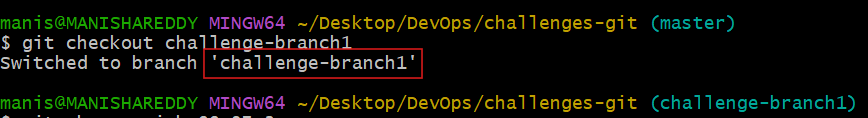 manis@MANISHAREDDY MINGW64 ~/Desktop/DevOps/challenges-git (master)
$ git checkout challenge-branch1
Switched to branch 'challenge-branch1'
manis@MANISHAREDDY MINGW64 ~/Desktop/DevOps/challenges-git (challenge-branch1)